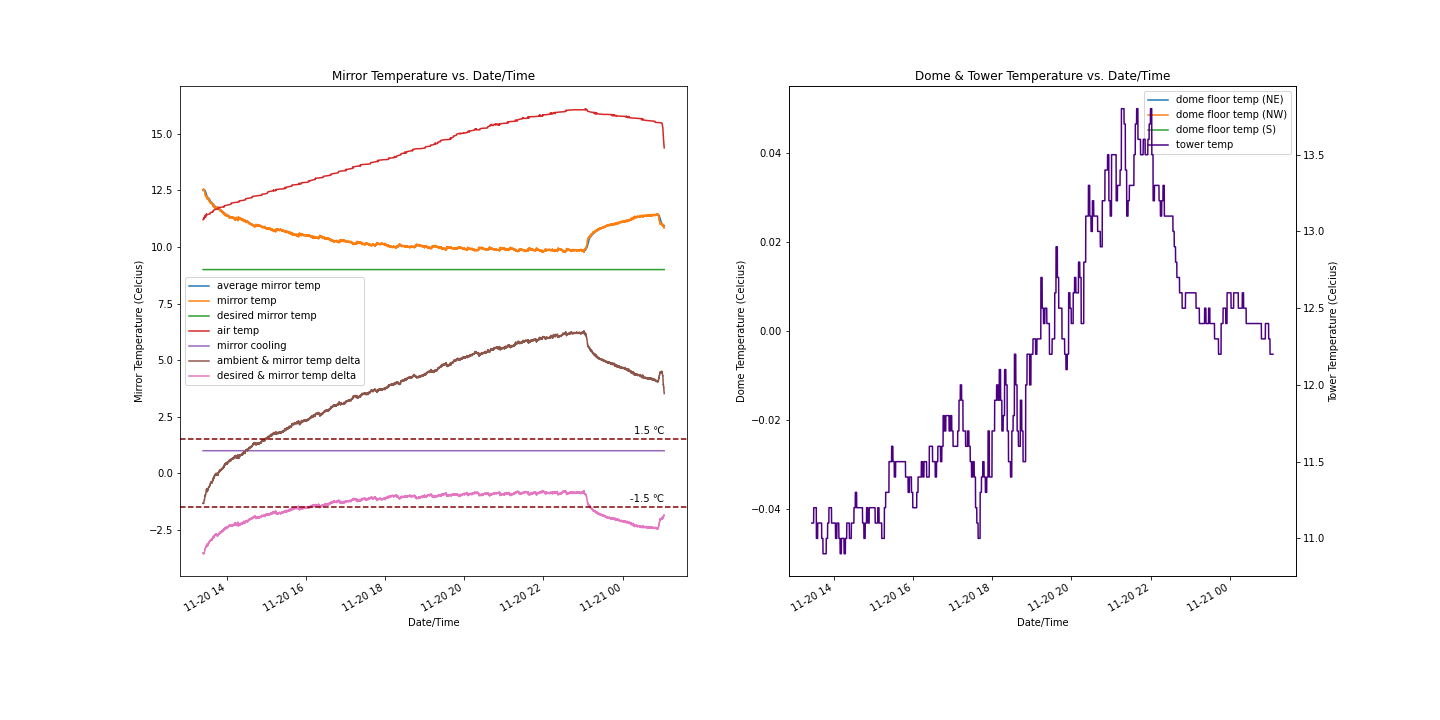 Mirror Temperature vs. Date/Time
Mirror Temperature (Celcius)
15.0
12.5
10.0
7.5
5.0
2.5
0.0
−2.5
average mirror temp
mirror temp
desired mirror temp
air temp
mirror cooling
ambient & mirror temp delta
desired & mirror temp delta
1.5 °C
-1.5 °C
11-20 14
11-20 16
11-20 18
11-20 20
11-20 22
11-21 00
Date/Time
Dome & Tower Temperature vs. Date/Time
Dome Temperature (Celcius)
0.04
0.02
0.00
−0.02
−0.04
dome floor temp (NE)
dome floor temp (NW)
dome floor temp (S)
tower temp
13.5
13.0
12.5
12.0
11.5
11.0
Tower Temperature (Celcius)
11-20 14
11-20 16
11-20 18
11-20 20
11-20 22
11-21 00
Date/Time